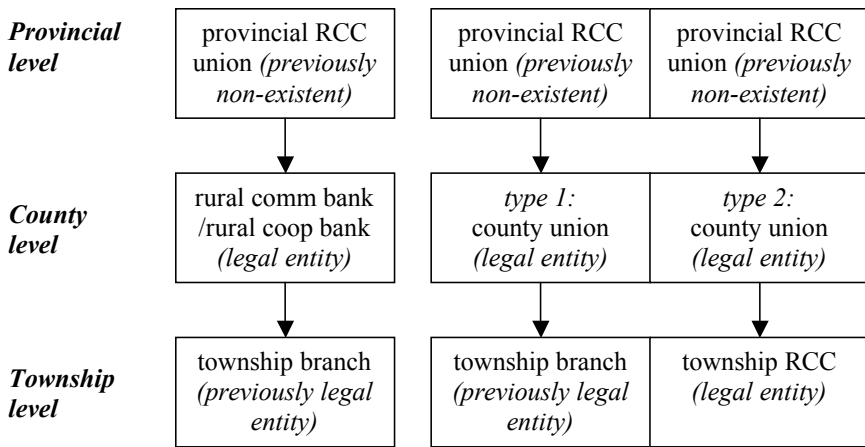 Provincial
level
provincial RCC
union (previously
non-existent)
provincial RCC
union (previously
non-existent)
provincial RCC
union (previously
non-existent)
County
level
rural comm bank
/rural coop bank
(legal entity)
type 1:
county union
(legal entity)
type 2:
county union
(legal entity)
Township
level
township branch
(previously legal
entity)
township branch
(previously legal
entity)
township RCC
(legal entity)